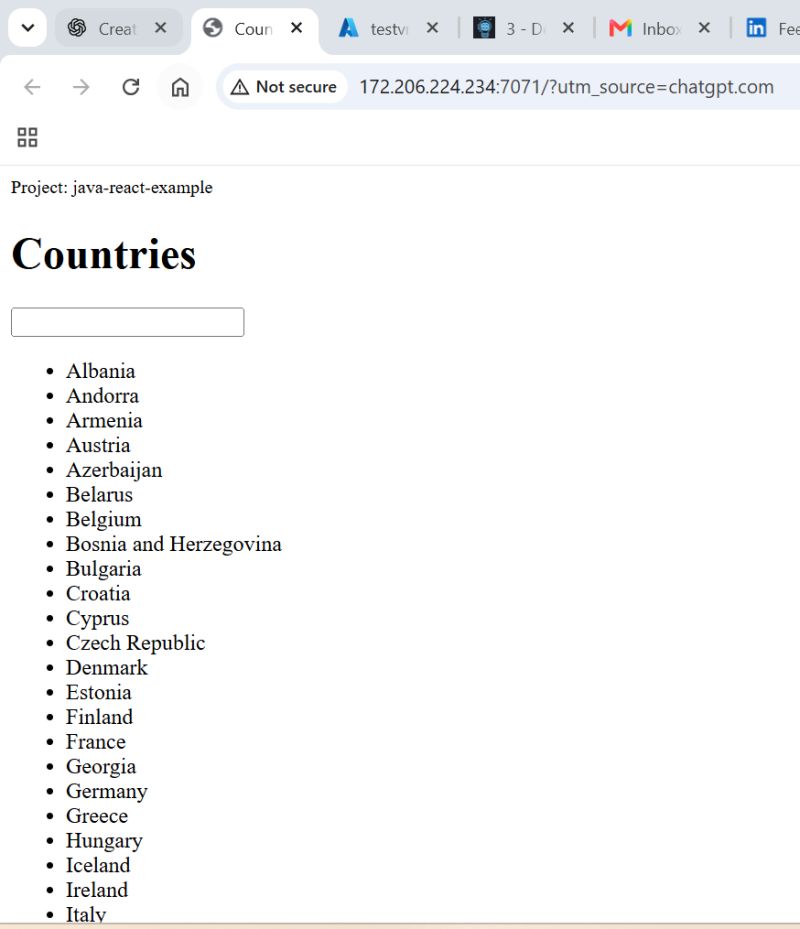 Creat
Coun
testv
3 - D
Inbox
Fee
Not secure
172.206.224.234:7071/?utm_source=chatgpt.com
Project: java-react-example
Countries
Albania
Andorra
Armenia
Austria
Azerbaijan
Belarus
Belgium
Bosnia and Herzegovina
Bulgaria
Croatia
Cyprus
Czech Republic
Denmark
Estonia
Finland
France
Georgia
Germany
Greece
Hungary
Iceland
Ireland
Italy